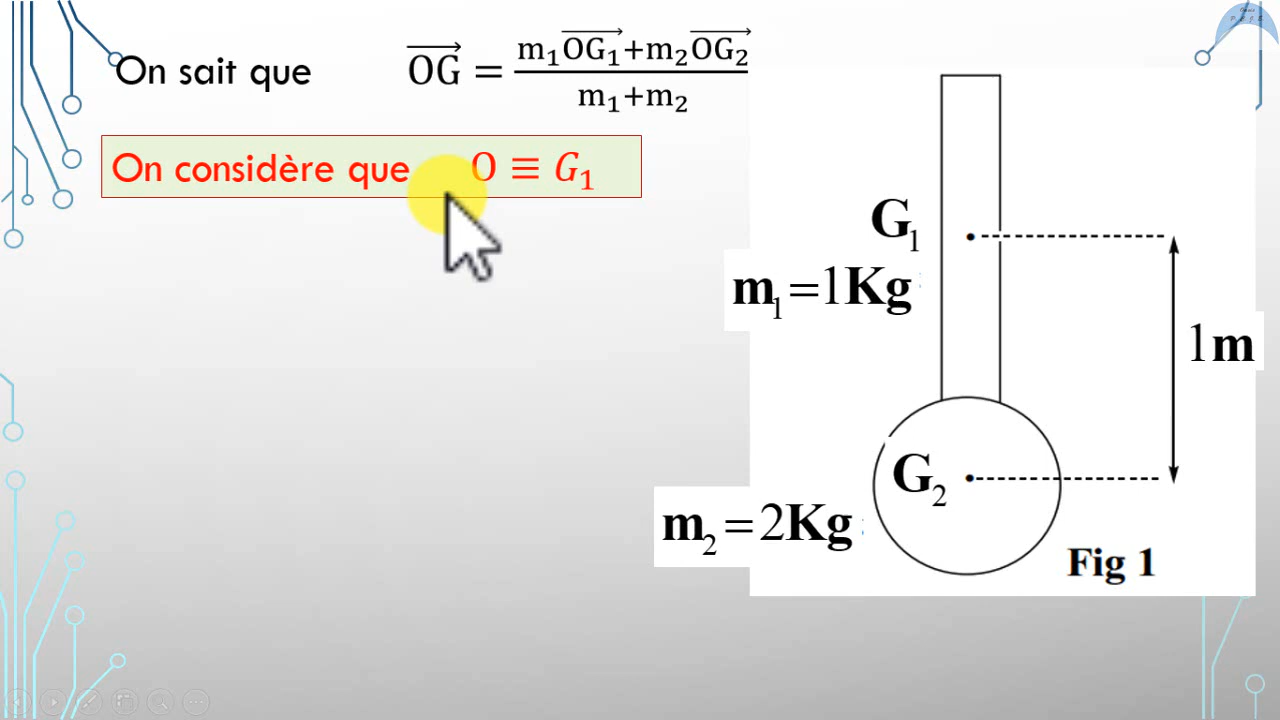 On sait que OG = m₁OG₁+m₂OG₂ / m₁+m₂
On considère que O ≡ G₁
G₁
m₁=1Kg
1m
G₂
m₂=2Kg
Fig 1